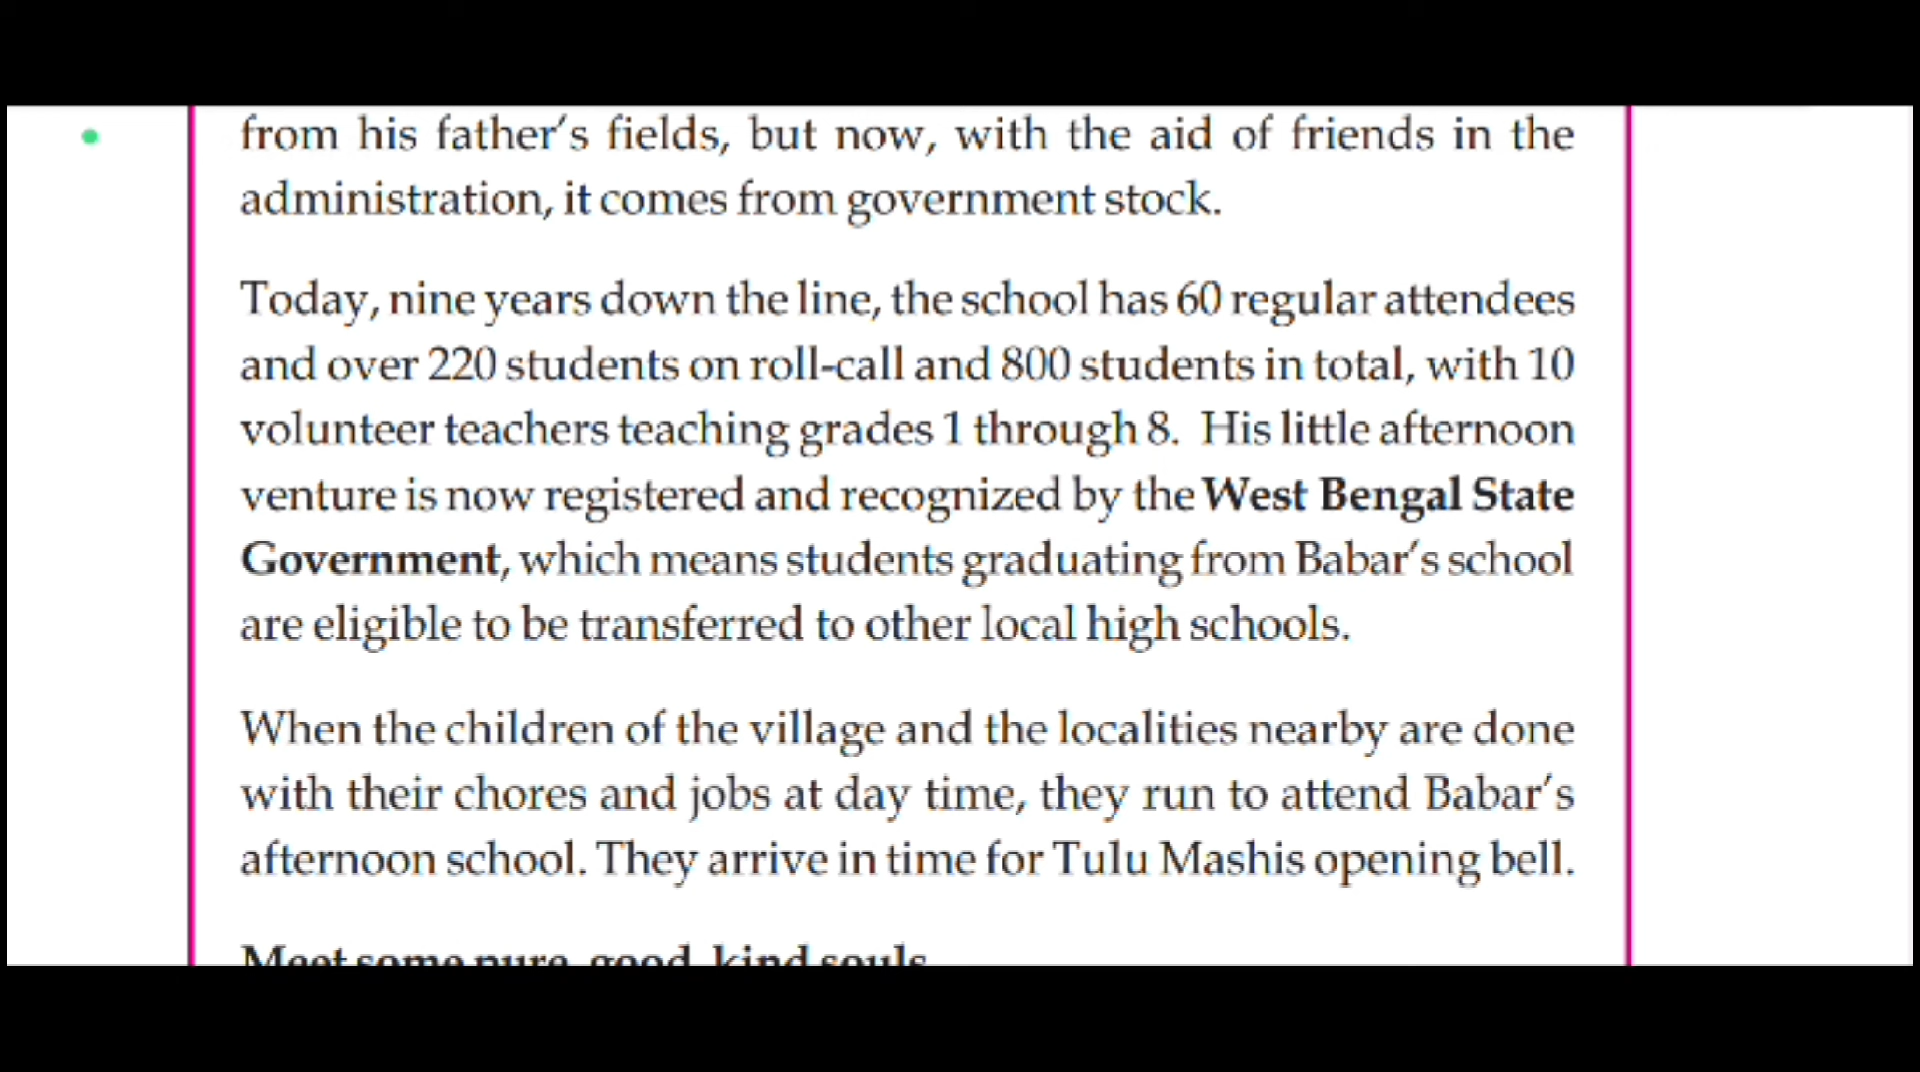 from his father’s fields, but now, with the aid of friends in the
administration, it comes from government stock.
Today, nine years down the line, the school has 60 regular attendees
and over 220 students on roll-call and 800 students in total, with 10
volunteer teachers teaching grades 1 through 8. His little afternoon
venture is now registered and recognized by the West Bengal State
Government, which means students graduating from Babar’s school
are eligible to be transferred to other local high schools.
When the children of the village and the localities nearby are done
with their chores and jobs at day time, they run to attend Babar’s
afternoon school. They arrive in time for Tulu Mashis opening bell.
Meet some pure, good, kind souls